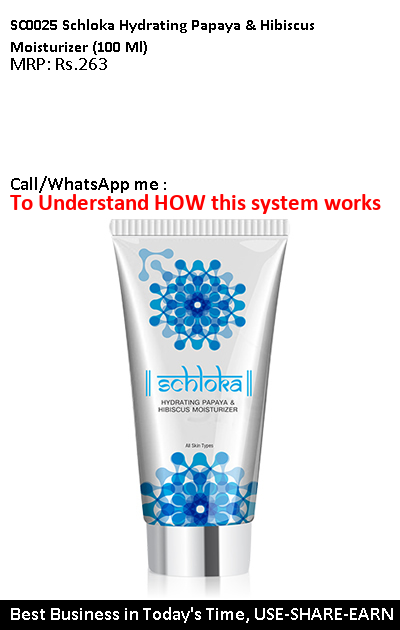 SC0025 Schloka Hydrating Papaya & Hibiscus
Moisturizer (100 Ml)
MRP: Rs.263
Call/WhatsApp me :
To Understand HOW this system works
schloka
HYDRATING PAPAYA &
HIBISCUS MOISTURIZER
All Skin Types
Best Business in Today's Time, USE-SHARE-EARN